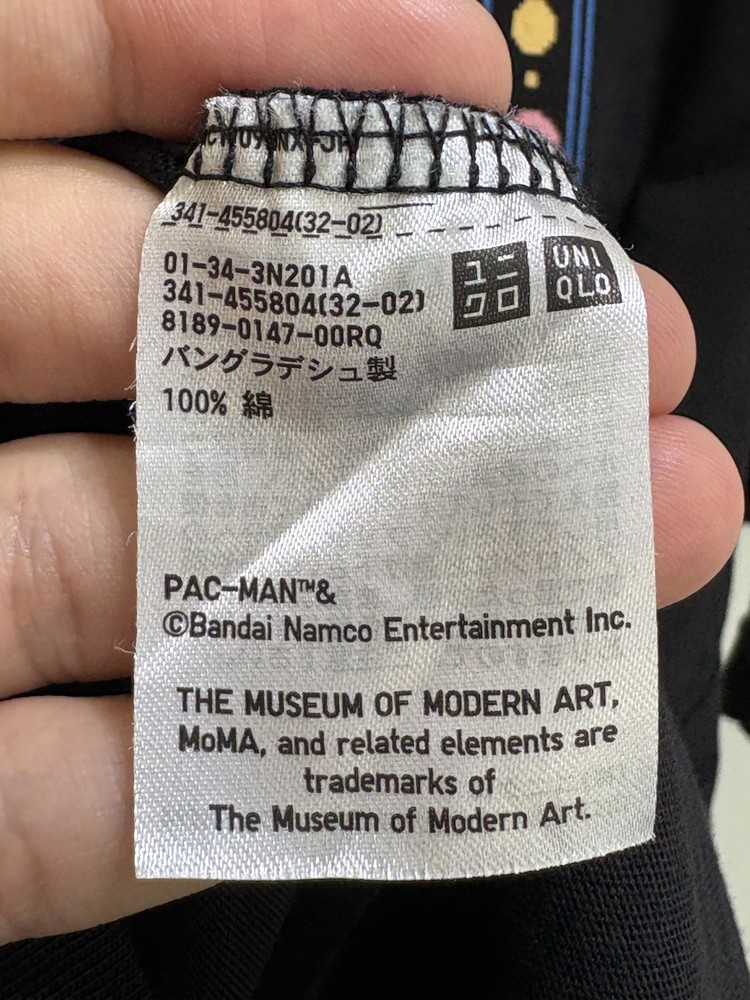 341-455804(32-02)
01-34-3N201A
341-455804(32-02)
8189-0147-00RQ
バングラデシュ製
100% 綿
ユニ
クロ
UNI
QLO
PAC-MAN™&
©Bandai Namco Entertainment Inc.
THE MUSEUM OF MODERN ART,
MoMA, and related elements are
trademarks of
The Museum of Modern Art.